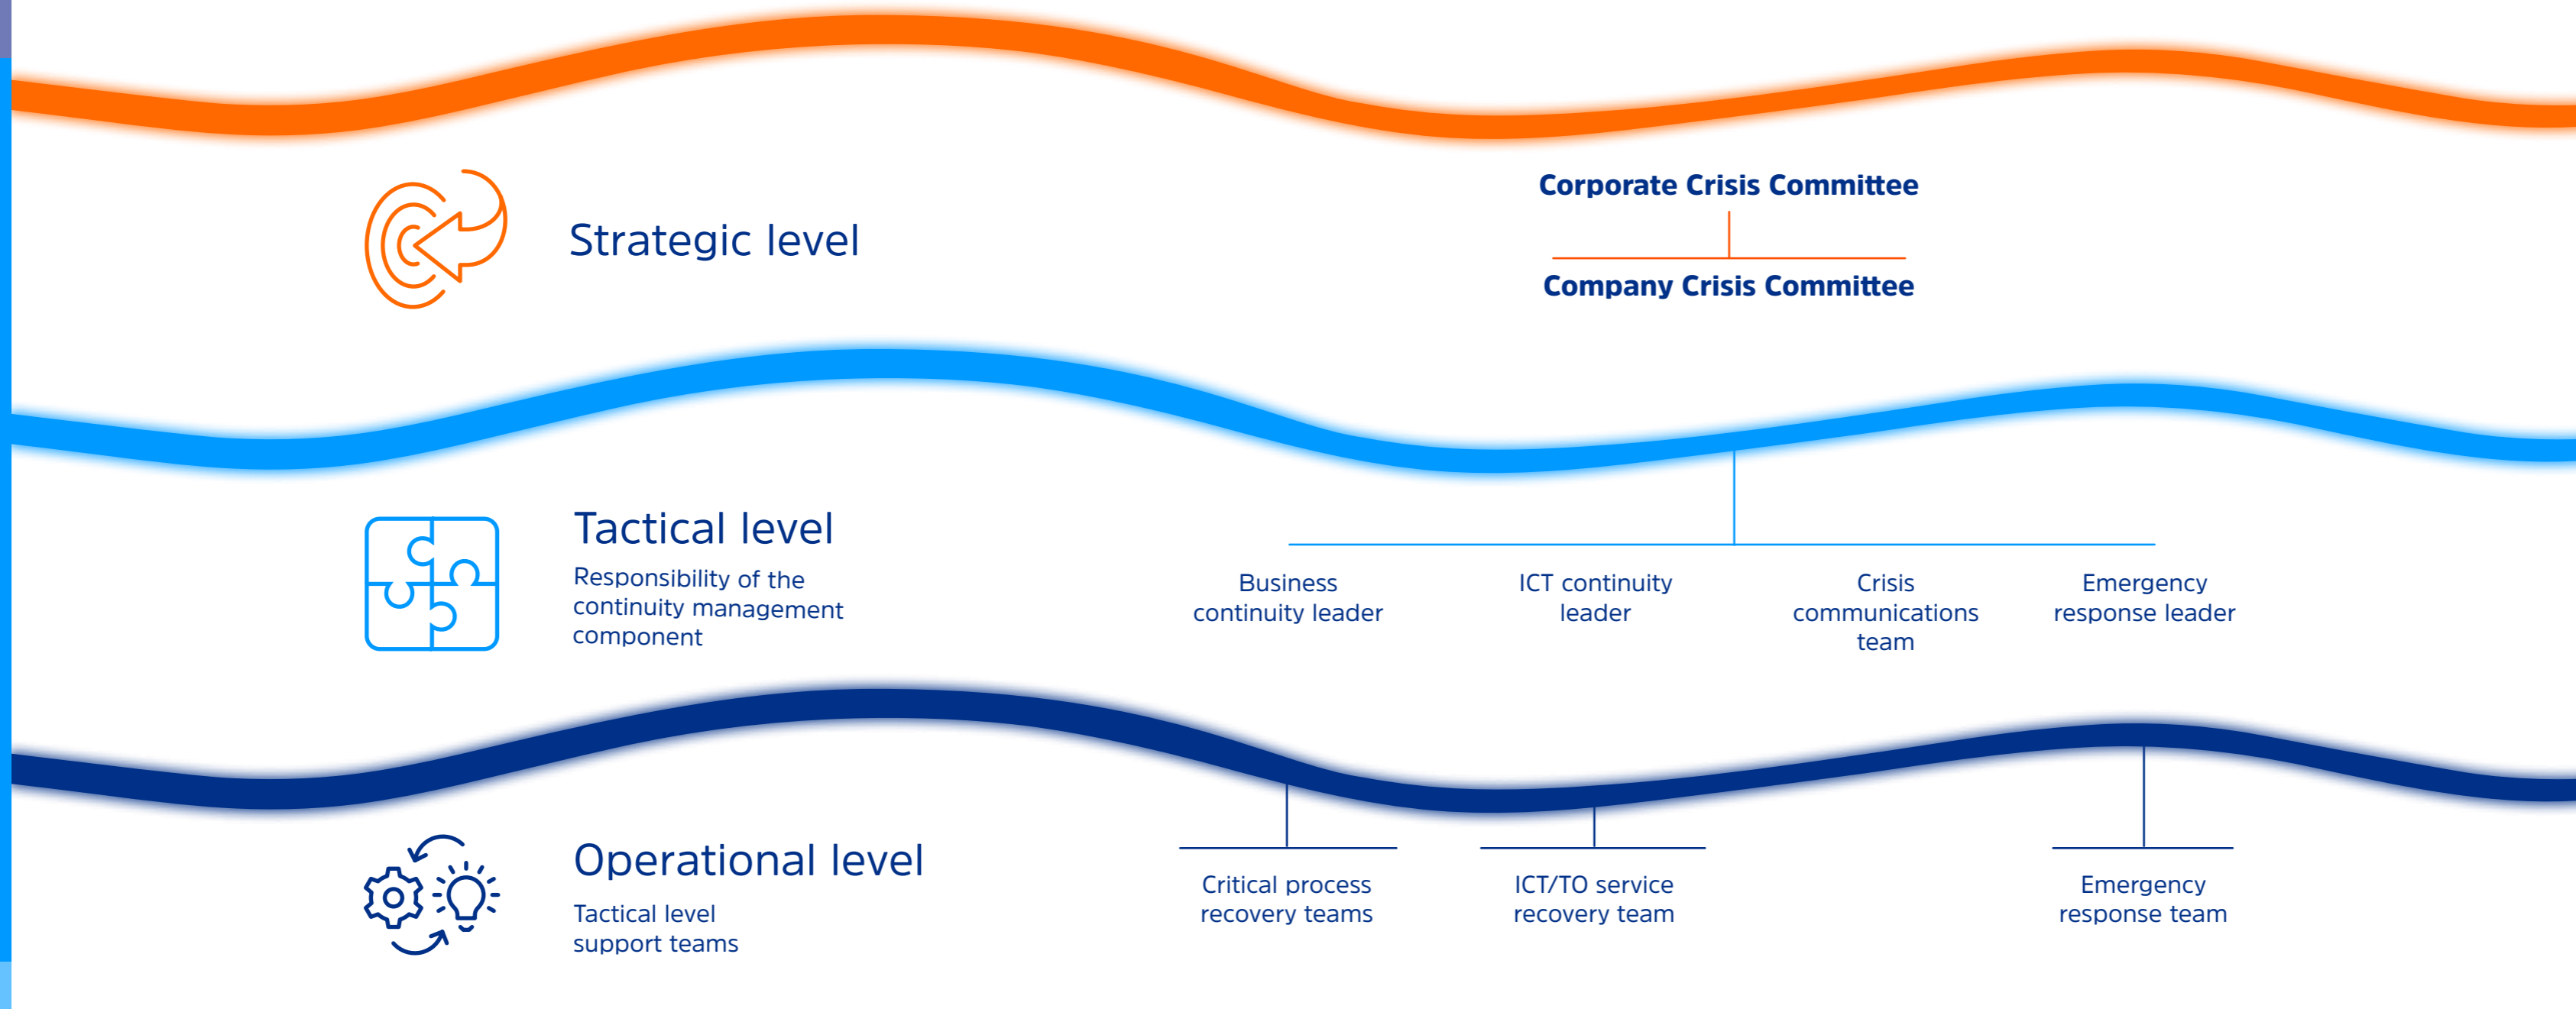 Strategic level
Corporate Crisis Committee
Company Crisis Committee
Tactical level
Responsibility of the
continuity management
component
Business
continuity leader
ICT continuity
leader
Crisis
communications
team
Emergency
response leader
Operational level
Tactical level
support teams
Critical process
recovery teams
ICT/TO service
recovery team
Emergency
response team